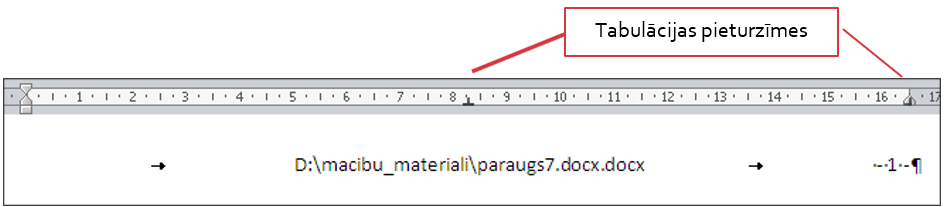 Tabulācijas pieturzīmes
1 2 3 4 5 6 7 8 9 10 11 12 13 14 15 16 17
→ D:\macibu_materiali\paraugs7.docx.docx → -·1·-¶